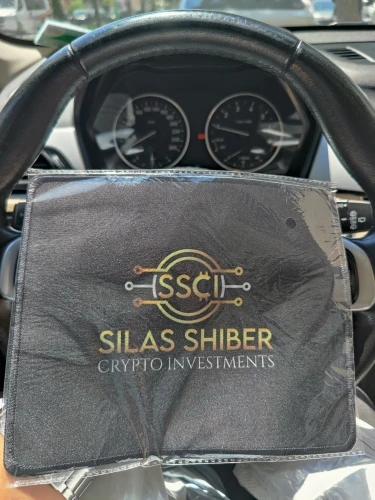 SSCI
SILAS SHIBER
CRYPTO INVESTMENTS